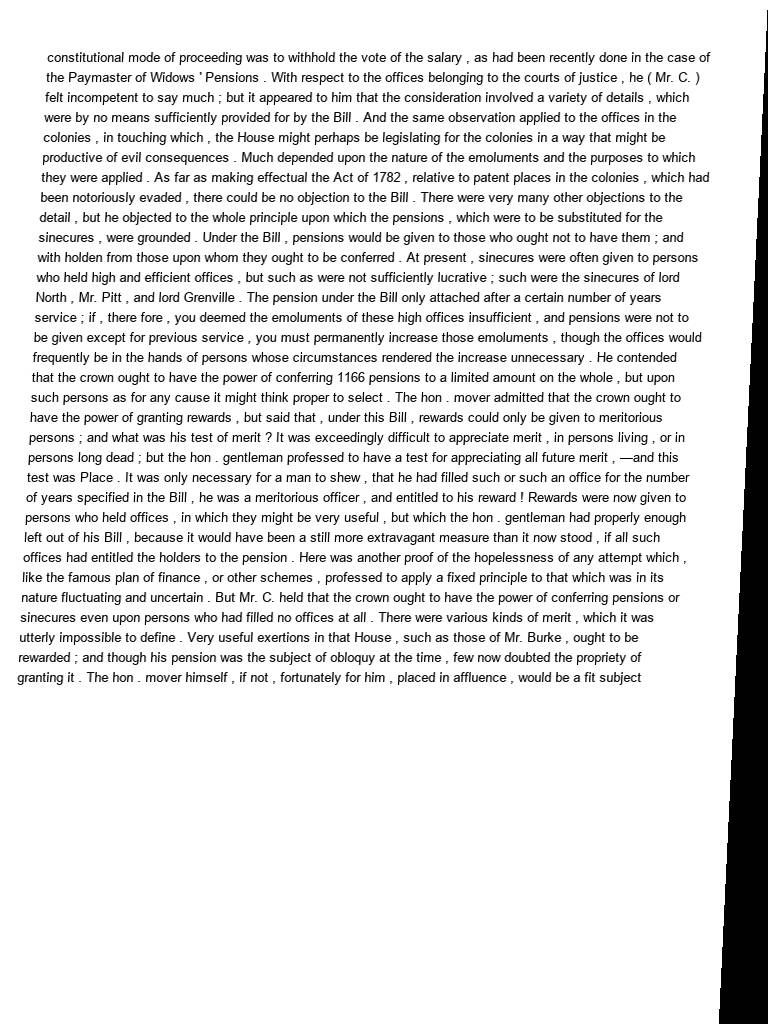 constitutional mode of proceeding was to withhold the vote of the salary , as had been recently done in the case of
the Paymaster of Widows ' Pensions . With respect to the offices belonging to the courts of justice , he ( Mr. C. )
felt incompetent to say much ; but it appeared to him that the consideration involved a variety of details , which
were by no means sufficiently provided for by the Bill . And the same observation applied to the offices in the
colonies , in touching which , the House might perhaps be legislating for the colonies in a way that might be
productive of evil consequences . Much depended upon the nature of the emoluments and the purposes to which
they were applied . As far as making effectual the Act of 1782 , relative to patent places in the colonies , which had
been notoriously evaded , there could be no objection to the Bill . There were very many other objections to the
detail , but he objected to the whole principle upon which the pensions , which were to be substituted for the
sinecures , were grounded . Under the Bill , pensions would be given to those who ought not to have them ; and
with holden from those upon whom they ought to be conferred . At present , sinecures were often given to persons
who held high and efficient offices , but such as were not sufficiently lucrative ; such were the sinecures of lord
North , Mr. Pitt , and lord Grenville . The pension under the Bill only attached after a certain number of years
service ; if , there fore , you deemed the emoluments of these high offices insufficient , and pensions were not to
be given except for previous service , you must permanently increase those emoluments , though the offices would
frequently be in the hands of persons whose circumstances rendered the increase unnecessary . He contended
that the crown ought to have the power of conferring 1166 pensions to a limited amount on the whole , but upon
such persons as for any cause it might think proper to select . The hon . mover admitted that the crown ought to
have the power of granting rewards , but said that , under this Bill , rewards could only be given to meritorious
persons ; and what was his test of merit ? It was exceedingly difficult to appreciate merit , in persons living , or in
persons long dead ; but the hon . gentleman professed to have a test for appreciating all future merit , —and this
test was Place . It was only necessary for a man to shew , that he had filled such or such an office for the number
of years specified in the Bill , he was a meritorious officer , and entitled to his reward ! Rewards were now given to
persons who held offices , in which they might be very useful , but which the hon . gentleman had properly enough
left out of his Bill , because it would have been a still more extravagant measure than it now stood , if all such
offices had entitled the holders to the pension . Here was another proof of the hopelessness of any attempt which ,
like the famous plan of finance , or other schemes , professed to apply a fixed principle to that which was in its
nature fluctuating and uncertain . But Mr. C. held that the crown ought to have the power of conferring pensions or
sinecures even upon persons who had filled no offices at all . There were various kinds of merit , which it was
utterly impossible to define . Very useful exertions in that House , such as those of Mr. Burke , ought to be
rewarded ; and though his pension was the subject of obloquy at the time , few now doubted the propriety of
granting it . The hon . mover himself , if not , fortunately for him , placed in affluence , would be a fit subject